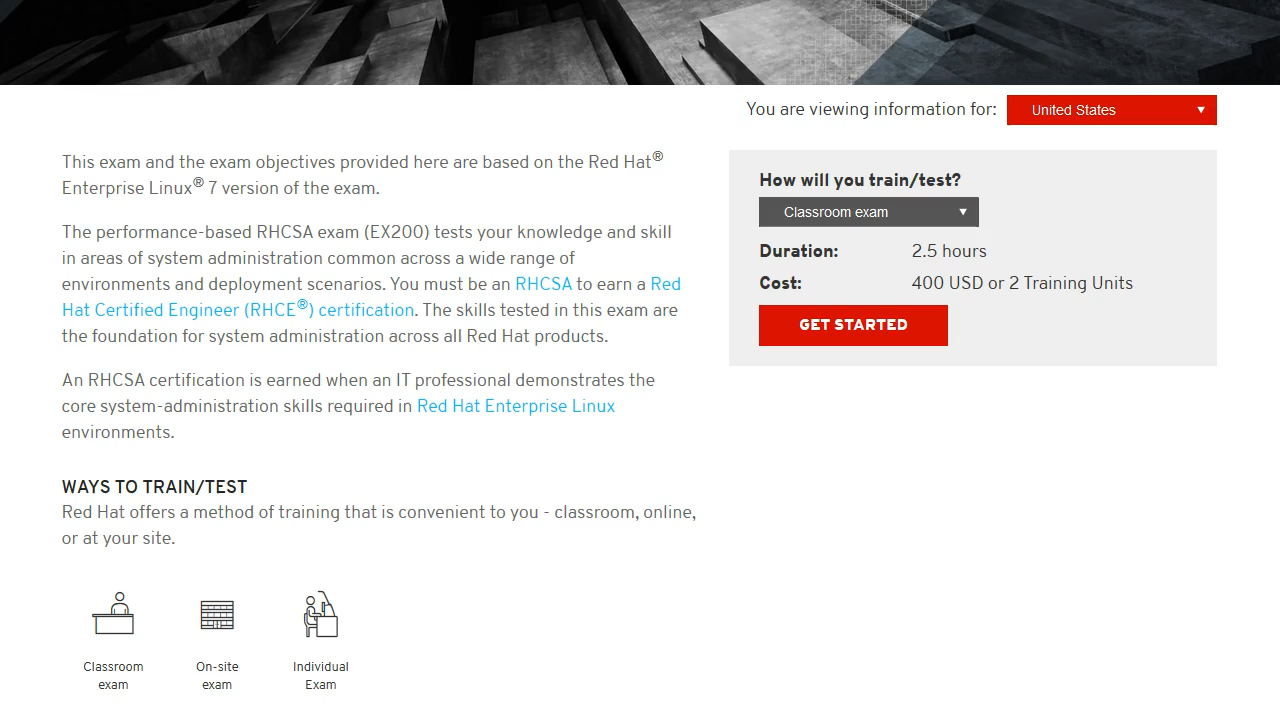 You are viewing information for: United States ▼
This exam and the exam objectives provided here are based on the Red Hat®
Enterprise Linux® 7 version of the exam.
The performance-based RHCSA exam (EX200) tests your knowledge and skill
in areas of system administration common across a wide range of
environments and deployment scenarios. You must be an RHCSA to earn a Red
Hat Certified Engineer (RHCE®) certification. The skills tested in this exam are
the foundation for system administration across all Red Hat products.
An RHCSA certification is earned when an IT professional demonstrates the
core system-administration skills required in Red Hat Enterprise Linux
environments.
WAYS TO TRAIN/TEST
Red Hat offers a method of training that is convenient to you - classroom, online,
or at your site.
Classroom
exam
On-site
exam
Individual
Exam
How will you train/test?
Classroom exam ▼
Duration: 2.5 hours
Cost: 400 USD or 2 Training Units
GET STARTED